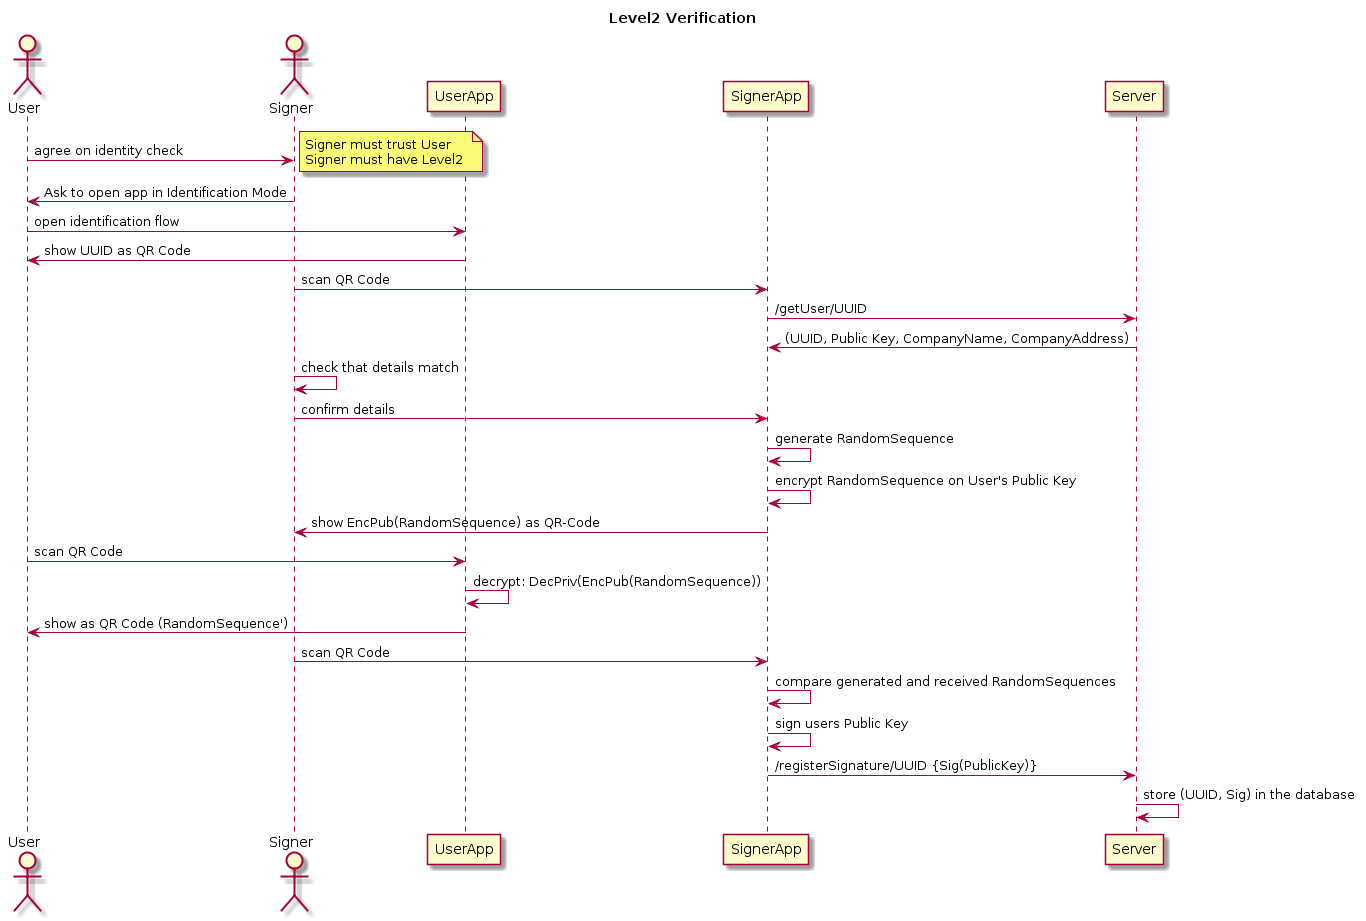 Level2 Verification
User
Signer
UserApp
SignerApp
Server
Signer must trust User
Signer must have Level2
agree on identity check
Ask to open app in Identification Mode
open identification flow
show UUID as QR Code
scan QR Code
/getUser/UUID
(UUID, Public Key, CompanyName, CompanyAddress)
check that details match
confirm details
generate RandomSequence
encrypt RandomSequence on User's Public Key
show EncPub(RandomSequence) as QR-Code
scan QR Code
decrypt: DecPriv(EncPub(RandomSequence))
show as QR Code (RandomSequence')
scan QR Code
compare generated and received RandomSequences
sign users Public Key
/registerSignature/UUID {Sig(PublicKey)}
store (UUID, Sig) in the database
User
Signer
UserApp
SignerApp
Server